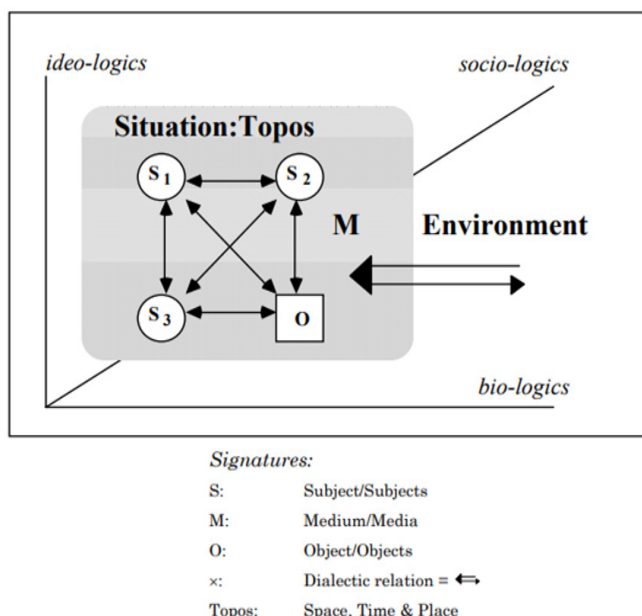 ideo-logics
socio-logics
Situation:Topos
S1
S2
M
Environment
S3
O
bio-logics
Signatures:
S: Subject/Subjects
M: Medium/Media
O: Object/Objects
×: Dialectic relation = ⇆
Topos: Space, Time & Place